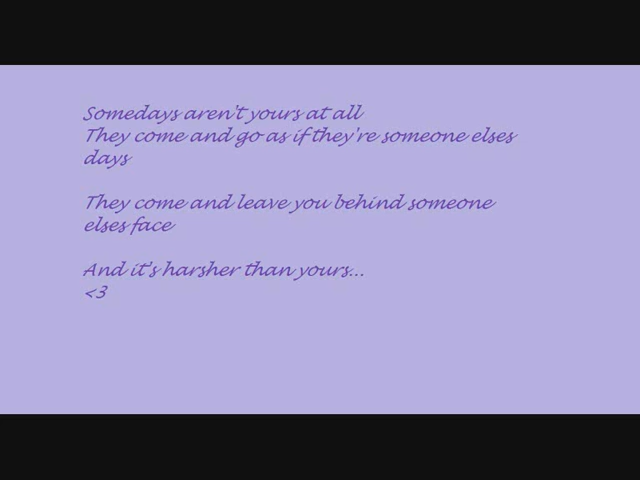 Somedays aren't yours at all
They come and go as if they're someone elses
days
They come and leave you behind someone
elses face
And it's harsher than yours...
<3